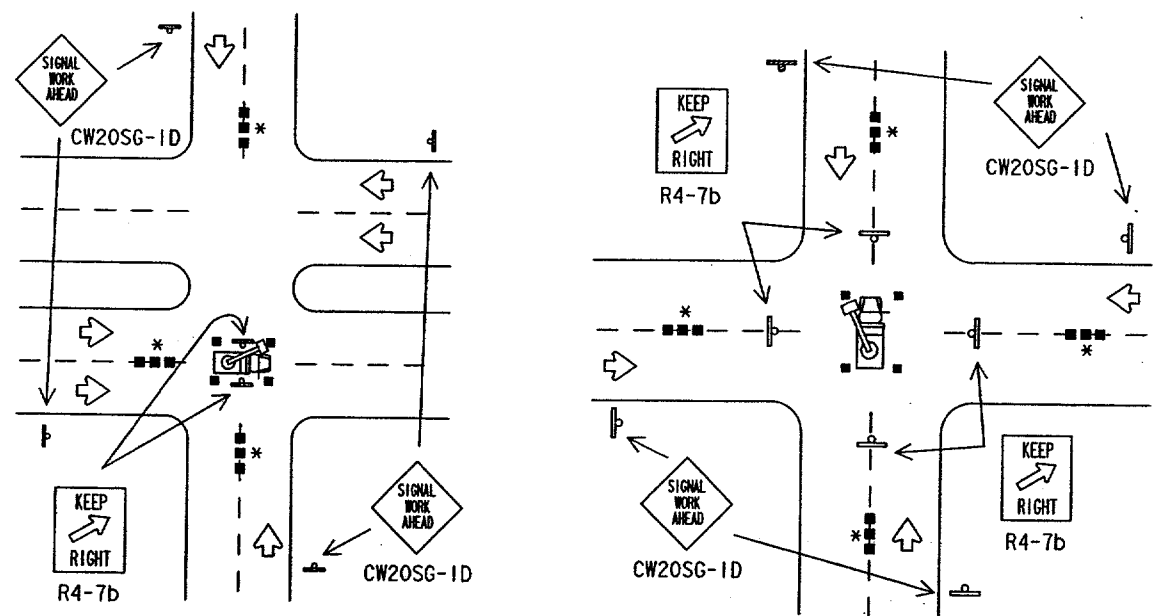 SIGNAL
WORK
AHEAD
CW20SG-1D
*
*
*
KEEP
RIGHT
R4-7b
SIGNAL
WORK
AHEAD
CW20SG-1D
KEEP
RIGHT
R4-7b
SIGNAL
WORK
AHEAD
CW20SG-1D
*
*
*
*
SIGNAL
WORK
AHEAD
CW20SG-1D
KEEP
RIGHT
R4-7b